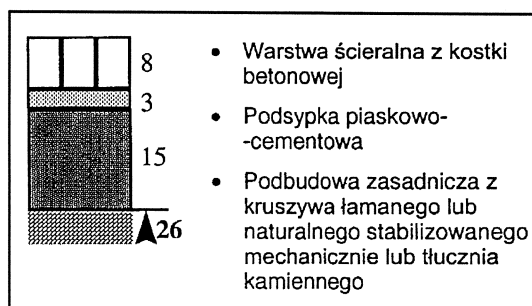 8
3
15
26
• Warstwa ścieralna z kostki
betonowej
• Podsypka piaskowo-
-cementowa
• Podbudowa zasadnicza z
kruszywa łamanego lub
naturalnego stabilizowanego
mechanicznie lub tłucznia
kamiennego